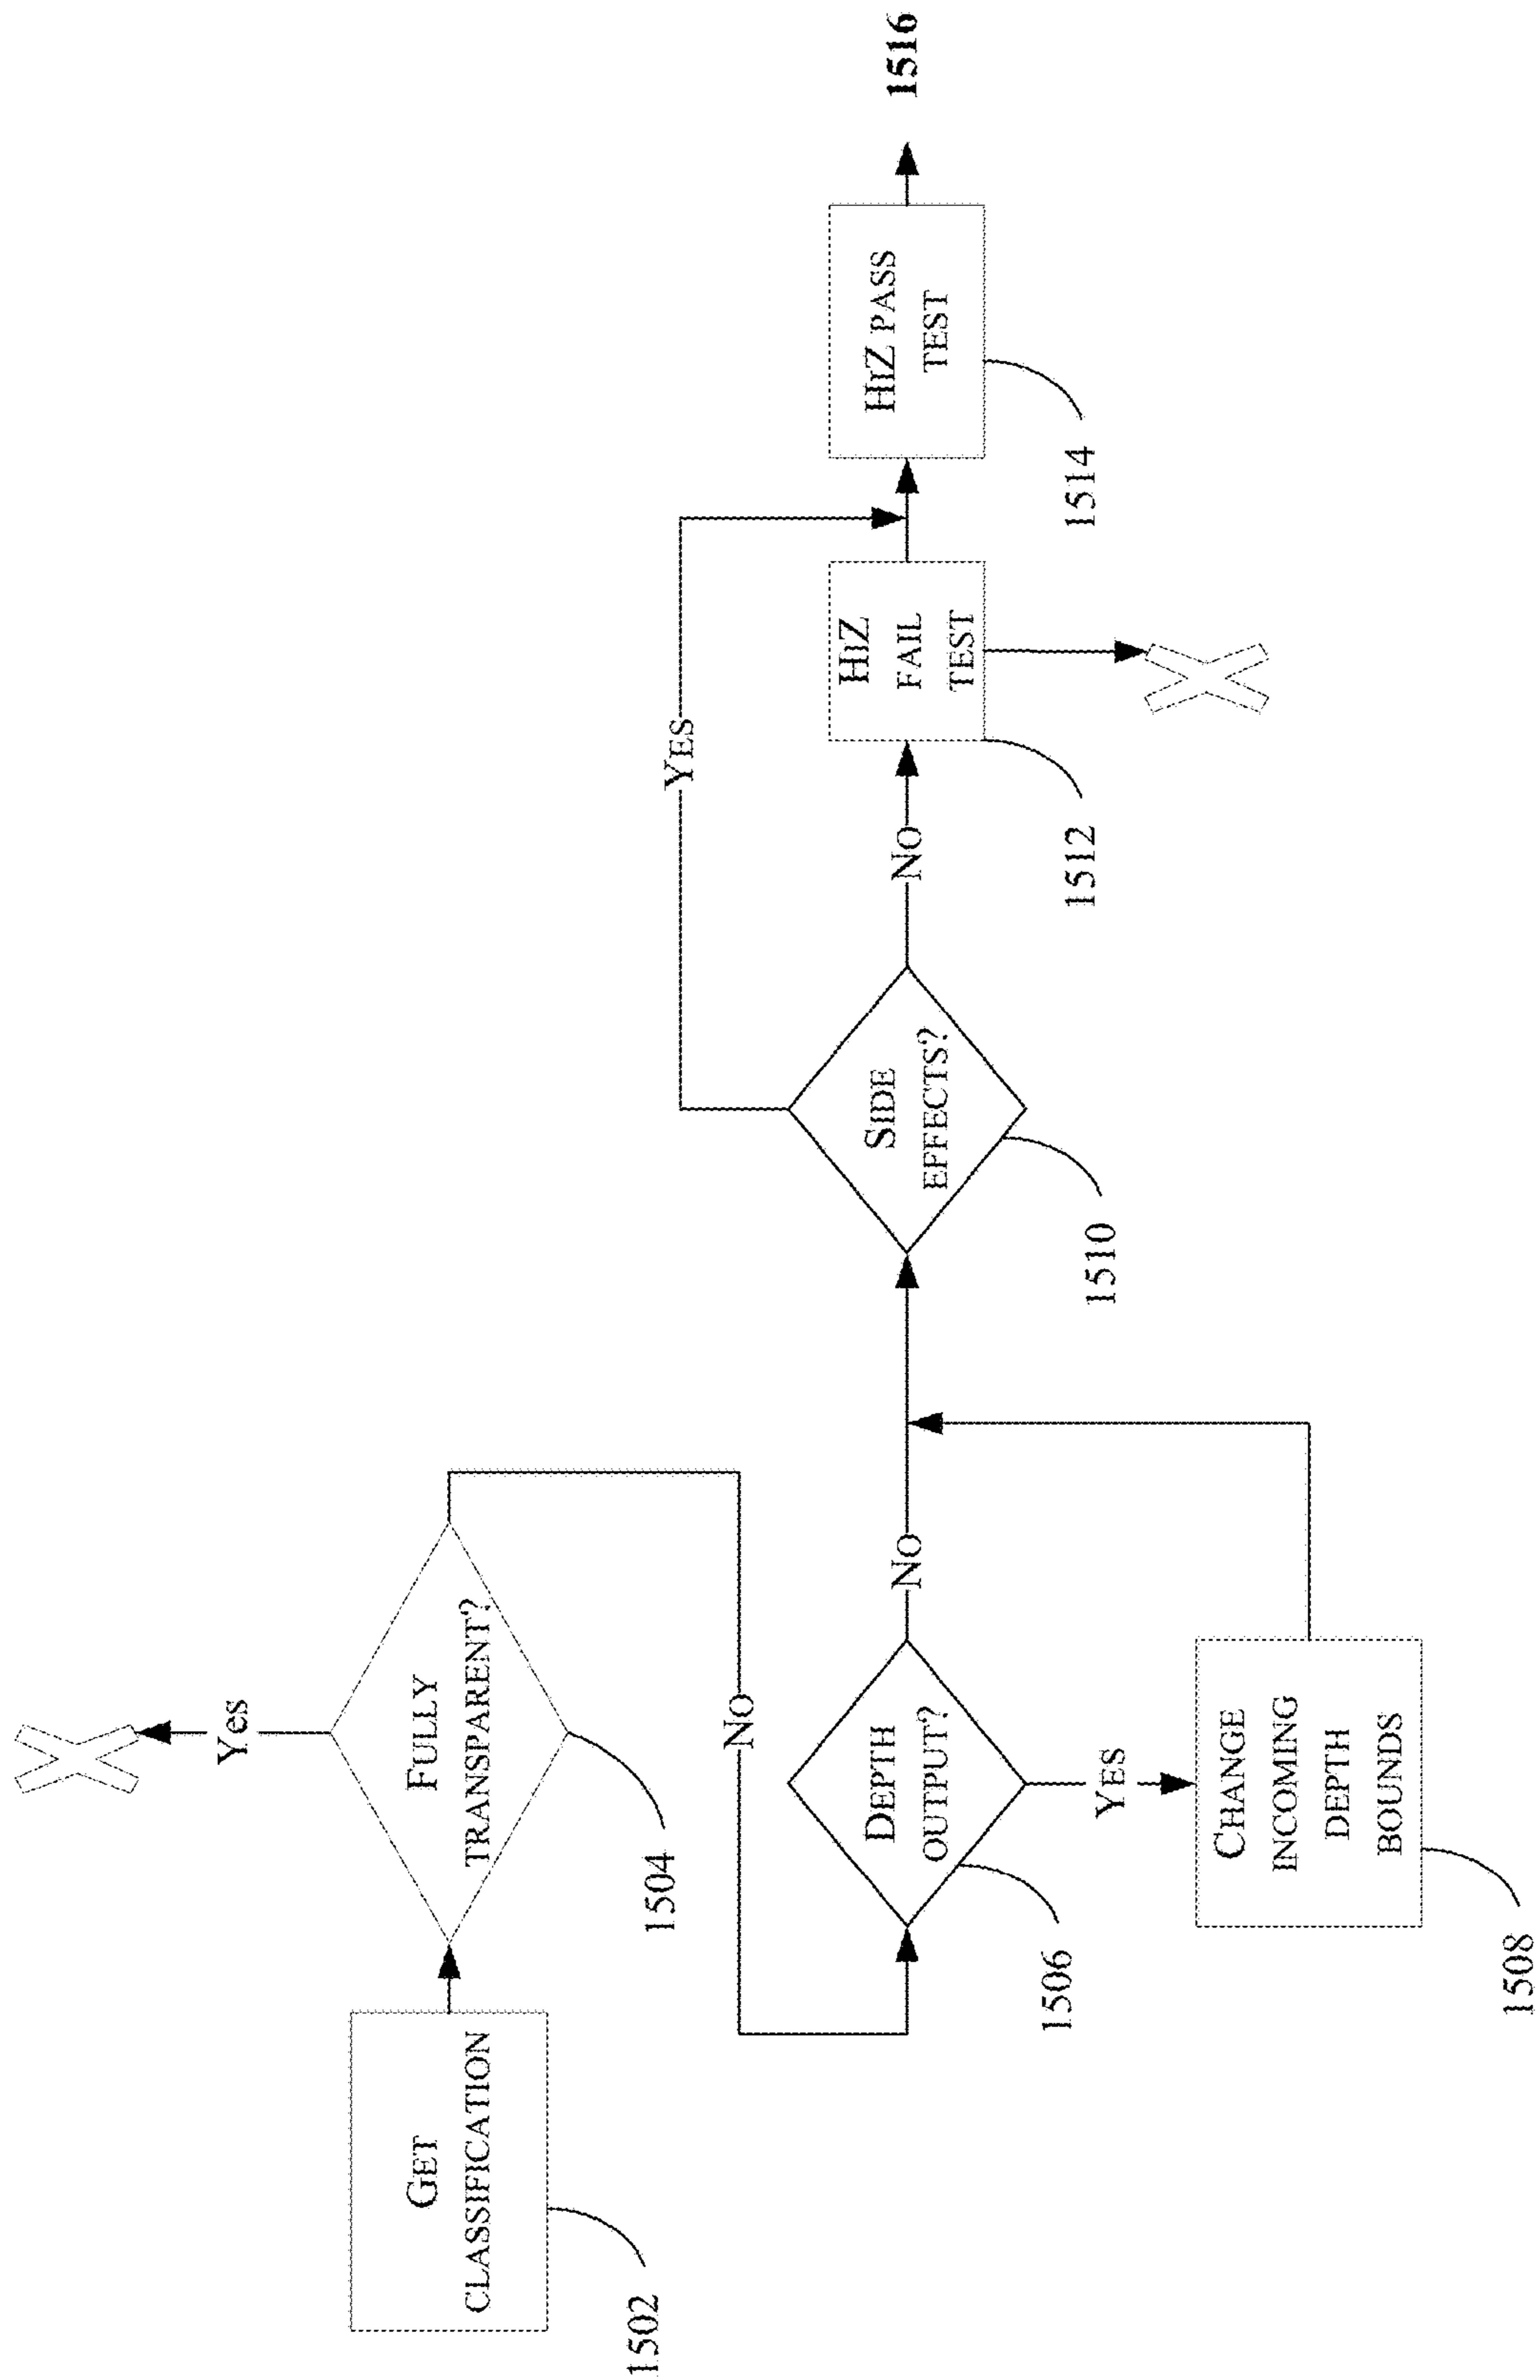 GET
CLASSIFICATION
1502
FULLY
TRANSPARENT?
1504
Yes
NO
DEPTH
OUTPUT?
1506
YES
CHANGE
INCOMING
DEPTH
BOUNDS
1508
NO
SIDE
EFFECTS?
1510
YES
NO
HIZ
FAIL
TEST
1512
HIZ PASS
TEST
1514
1516